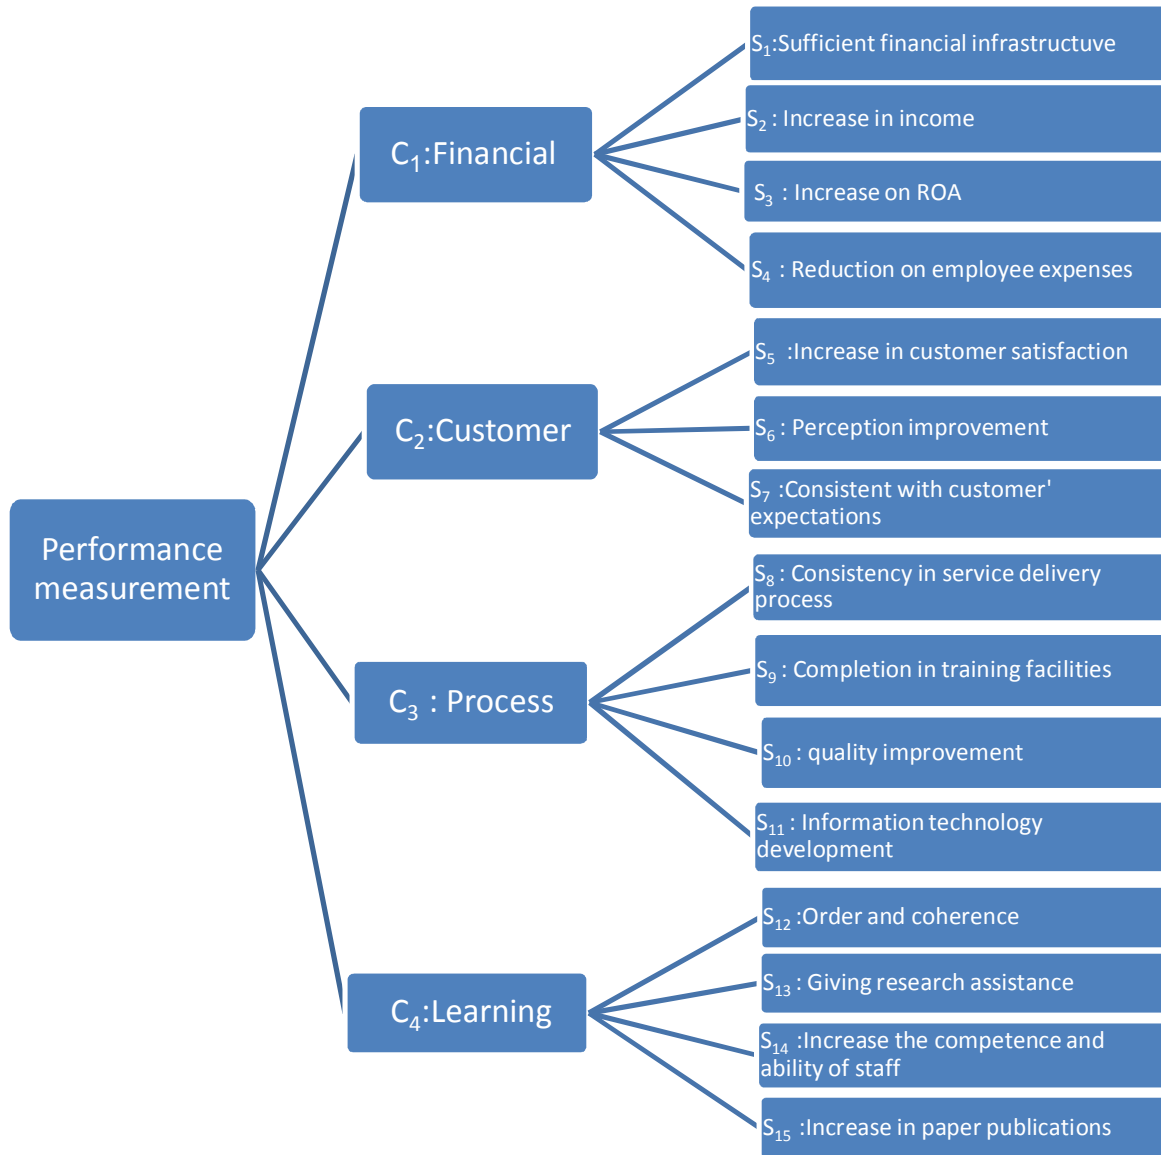 Performance
measurement
C₁:Financial
S₁:Sufficient financial infrastructuve
S₂ : Increase in income
S₃ : Increase on ROA
S₄ : Reduction on employee expenses
C₂:Customer
S₅ :Increase in customer satisfaction
S₆ : Perception improvement
S₇ :Consistent with customer'
expectations
C₃ : Process
S₈ : Consistency in service delivery
process
S₉ : Completion in training facilities
S₁₀ : quality improvement
S₁₁ : Information technology
development
C₄:Learning
S₁₂ :Order and coherence
S₁₃ : Giving research assistance
S₁₄ :Increase the competence and
ability of staff
S₁₅ :Increase in paper publications